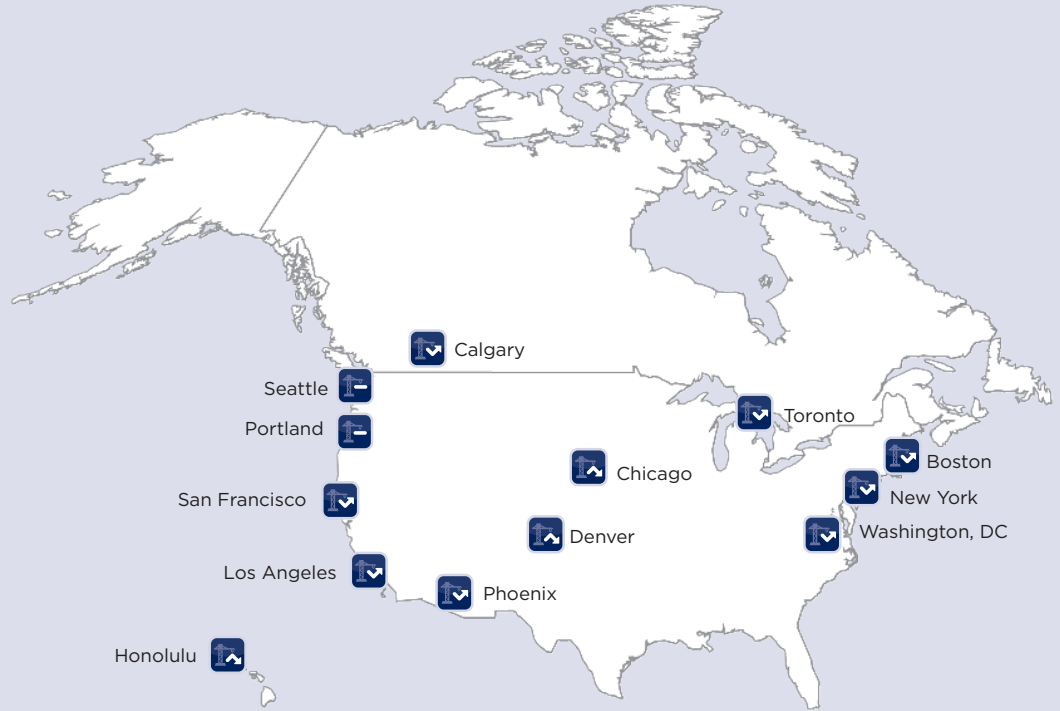 Calgary
Seattle
Toronto
Portland
Boston
Chicago
New York
San Francisco
Washington, DC
Denver
Los Angeles
Phoenix
Honolulu